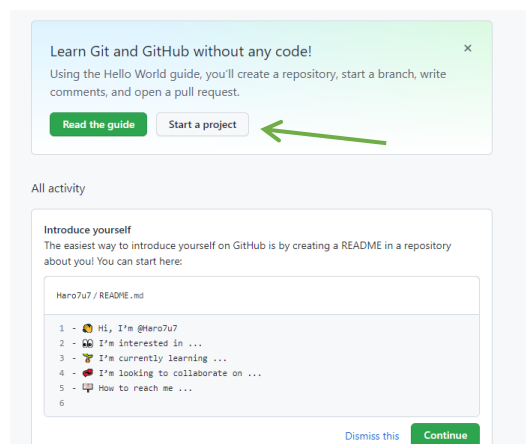 Learn Git and GitHub without any code!
Using the Hello World guide, you'll create a repository, start a branch, write
comments, and open a pull request.
Read the guide
Start a project
All activity
Introduce yourself
The easiest way to introduce yourself on GitHub is by creating a README in a repository
about you! You can start here:
Haro7u7 / README.md
1 - 👋 Hi, I'm @Haro7u7
2 - 👀 I'm interested in ...
3 - 🌱 I'm currently learning ...
4 - 💞️ I'm looking to collaborate on ...
5 - 📫 How to reach me ...
6
Dismiss this
Continue